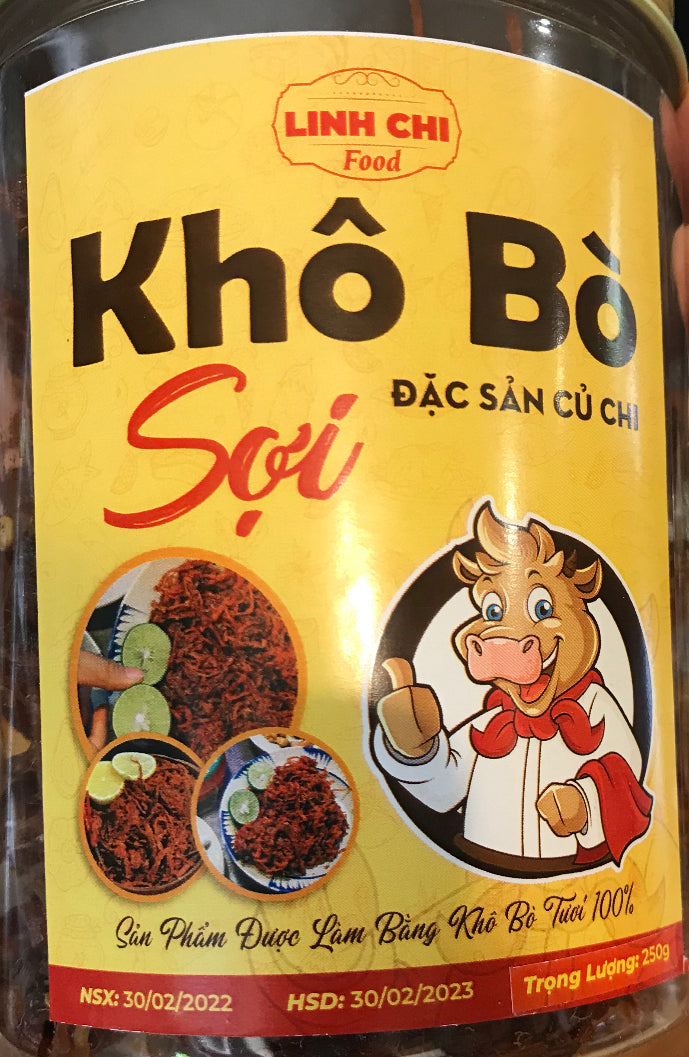 LINH CHI
Food
Khô Bò
Sợi
ĐẶC SẢN CỦ CHI
Sản Phẩm Được Làm Bằng Khô Bò Tươi 100%
NSX: 30/02/2022 HSD: 30/02/2023 Trọng Lượng: 250g